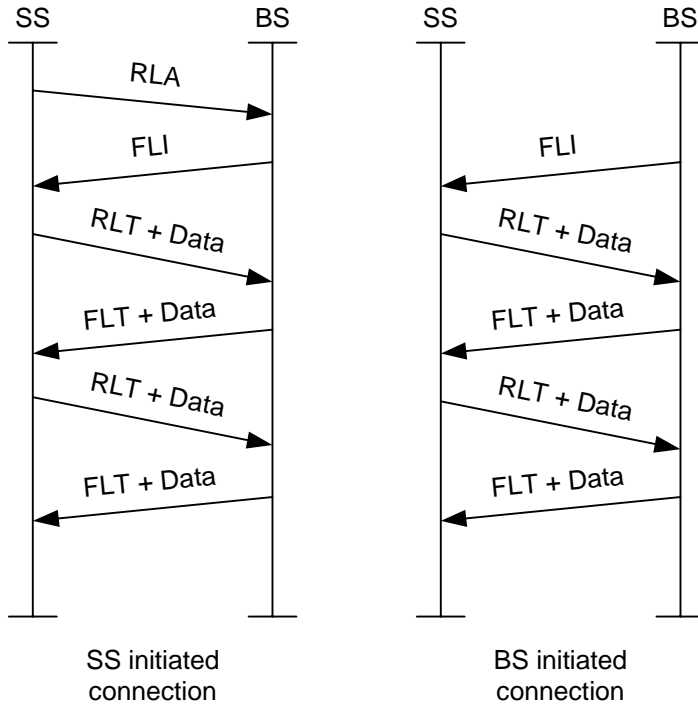 SS
BS
RLA
FLI
RLT + Data
FLT + Data
RLT + Data
FLT + Data
SS initiated
connection
SS
BS
FLI
RLT + Data
FLT + Data
RLT + Data
FLT + Data
BS initiated
connection